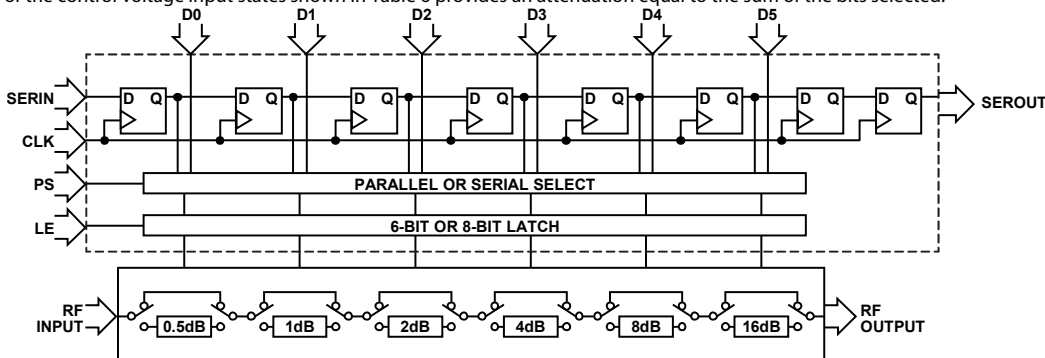 of the control voltage input states shown in Table 6 provides an attenuation equal to the sum of the bits selected.
D0 D1 D2 D3 D4 D5
SERIN D Q D Q D Q D Q D Q D Q D Q D Q SEROUT
CLK
PS PARALLEL OR SERIAL SELECT
LE 6-BIT OR 8-BIT LATCH
RF INPUT 0.5dB 1dB 2dB 4dB 8dB 16dB RF OUTPUT